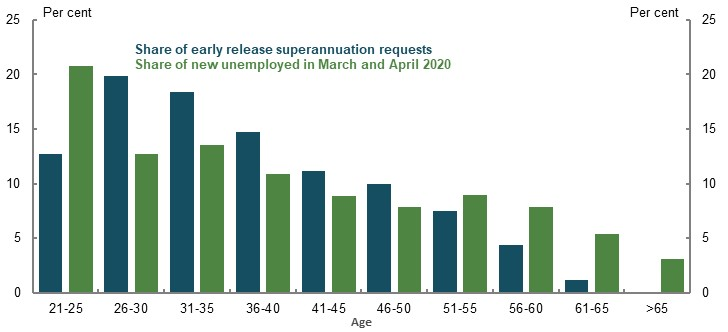 Per cent Per cent
25 25
Share of early release superannuation requests
Share of new unemployed in March and April 2020
20 20
15 15
10 10
5 5
0 0
21-25 26-30 31-35 36-40 41-45 46-50 51-55 56-60 61-65 >65
Age